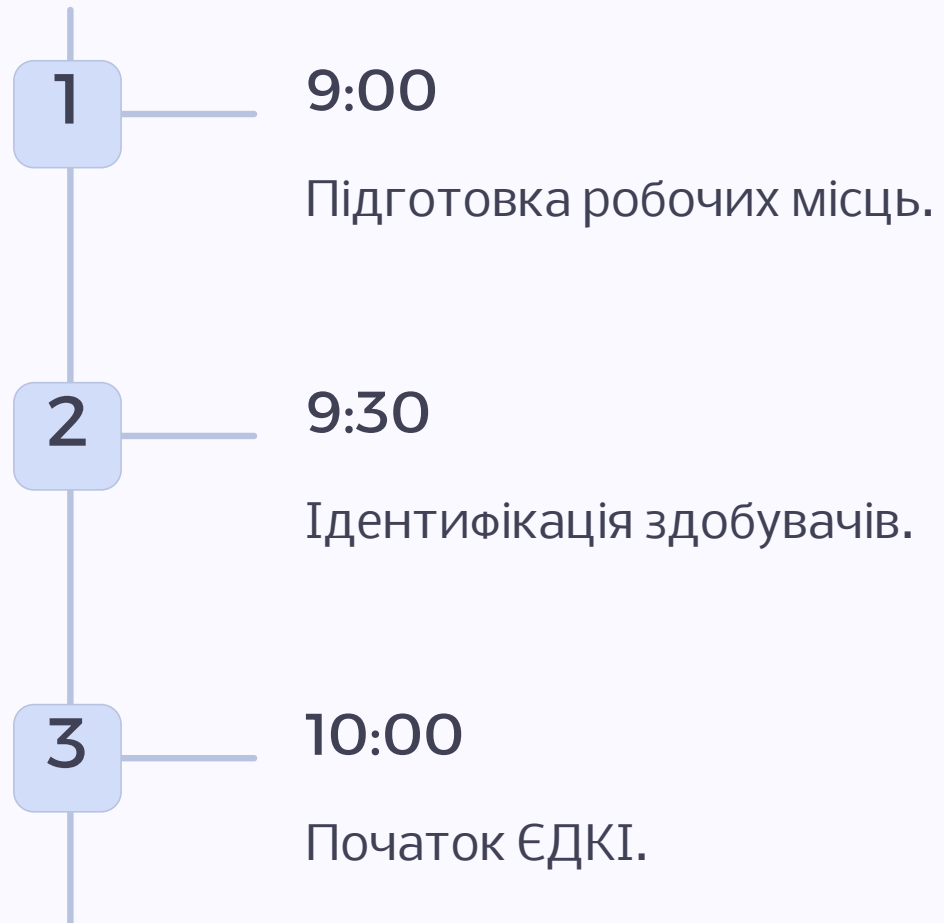 1
9:00
Підготовка робочих місць.
2
9:30
Ідентифікація здобувачів.
3
10:00
Початок ЄДКІ.